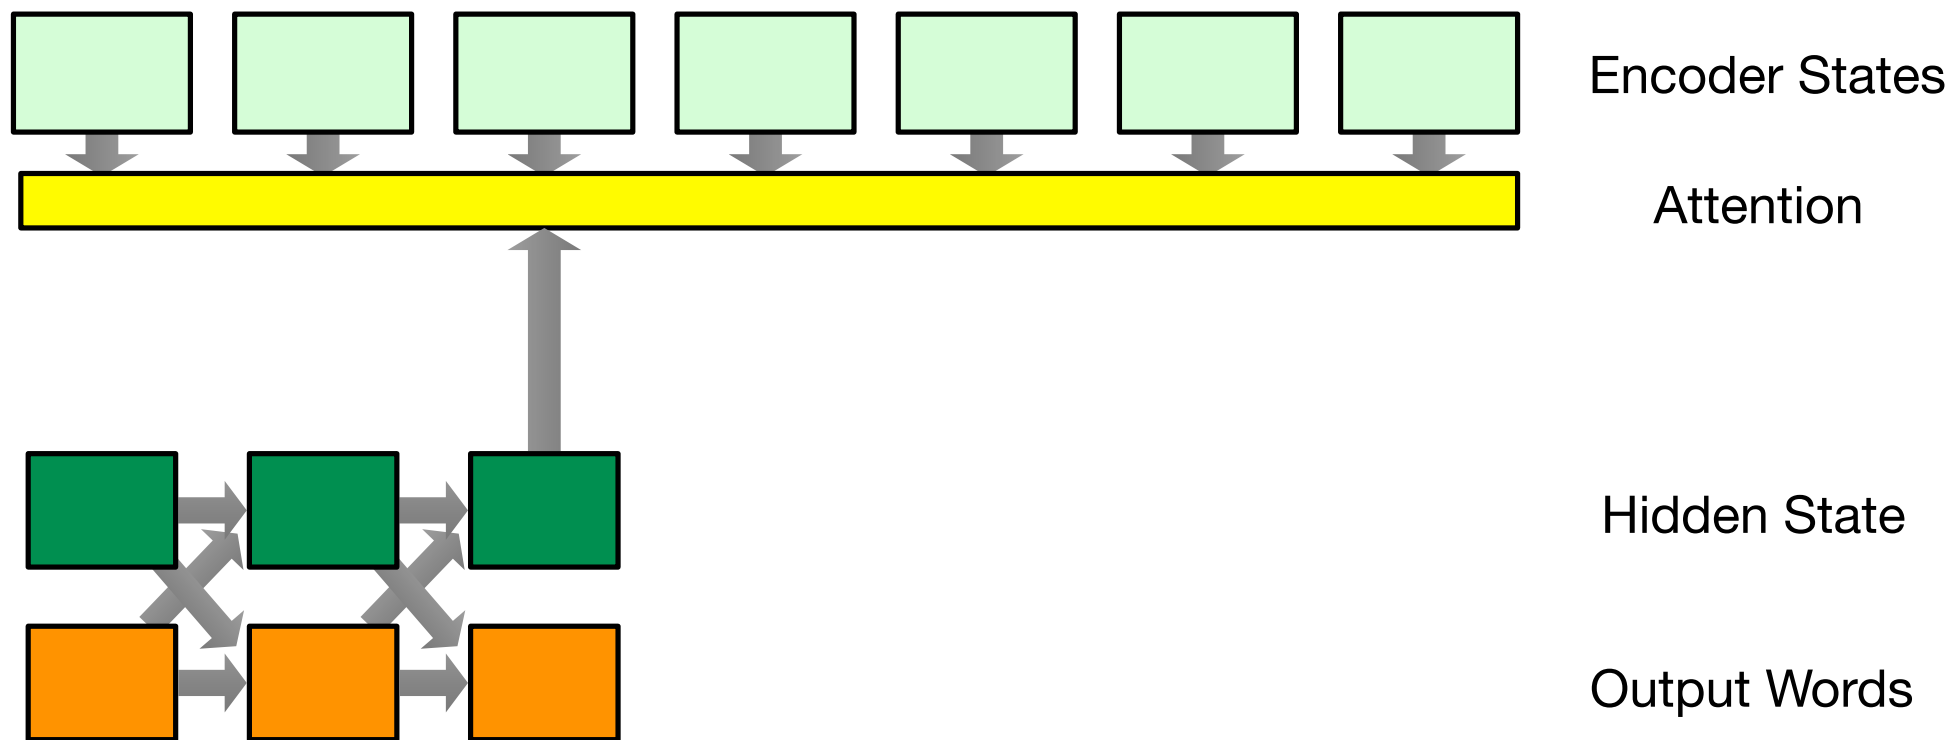 Encoder States
Attention
Hidden State
Output Words